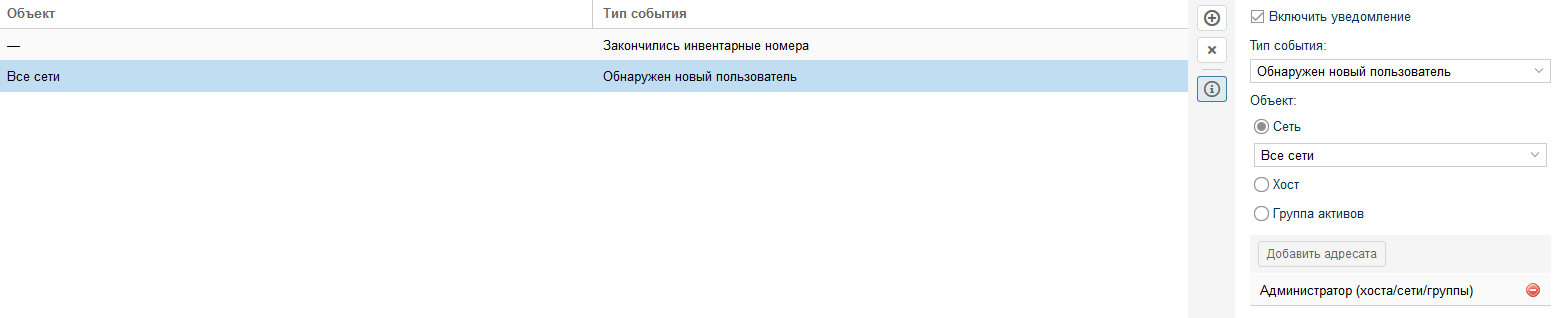 Объект Тип события
— Закончились инвентарные номера
Все сети Обнаружен новый пользователь
Включить уведомление
Тип события:
Обнаружен новый пользователь
Объект:
Сеть
Все сети
Хост
Группа активов
Добавить адресата
Администратор (хоста/сети/группы)